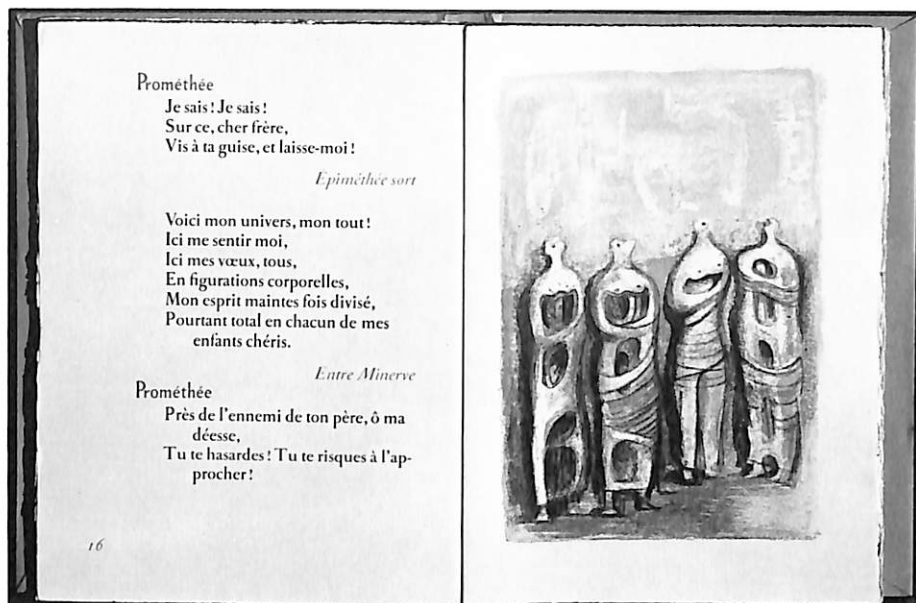 Prométhée
Je sais ! Je sais !
Sur ce, cher frère,
Vis à ta guise, et laisse-moi !
Épiméthée sort
Voici mon univers, mon tout !
Ici me sentir moi,
Ici mes vœux, tous,
En figurations corporelles,
Mon esprit maintes fois divisé,
Pourtant total en chacun de mes
enfants chéris.
Entre Minerve
Prométhée
Près de l'ennemi de ton père, ô ma
déesse,
Tu te hasardes ! Tu te risques à l'ap-
procher !
16